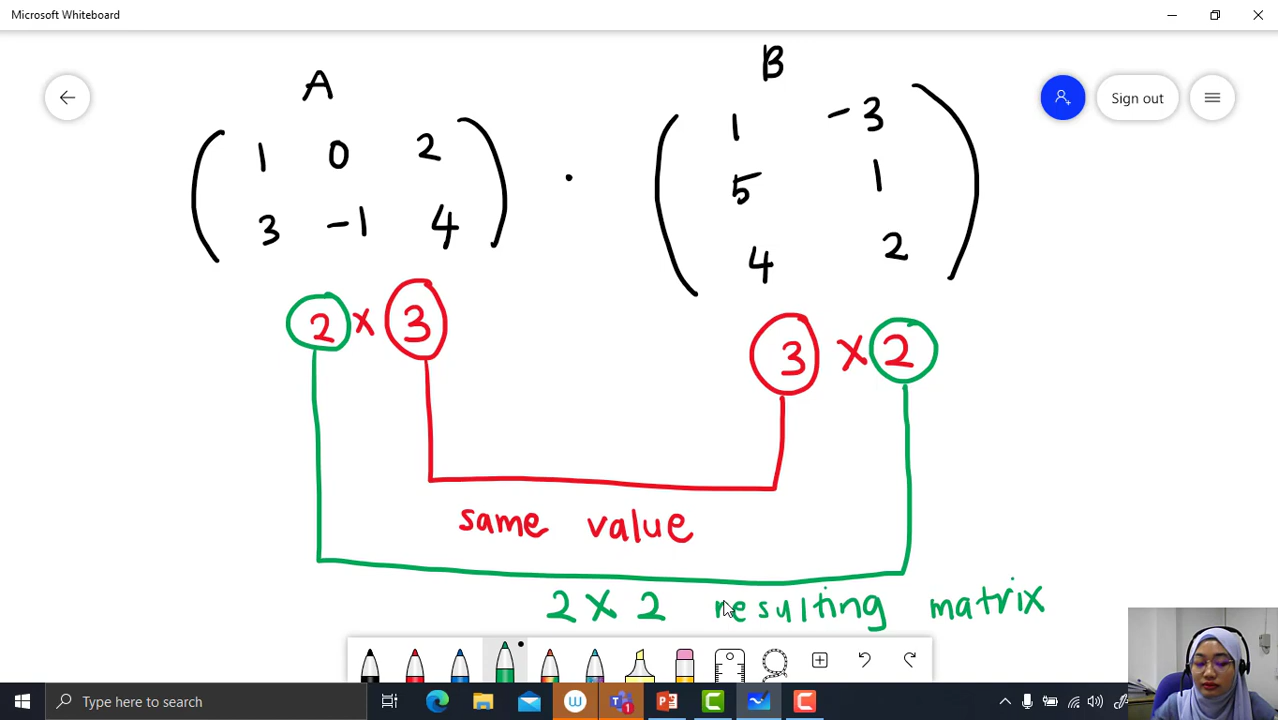 Microsoft Whiteboard
Sign out
A
B
1 0 2
3 -1 4
.
1 -3
5 1
4 2
2 x 3
3 x 2
same value
2 x 2 resulting matrix
Type here to search